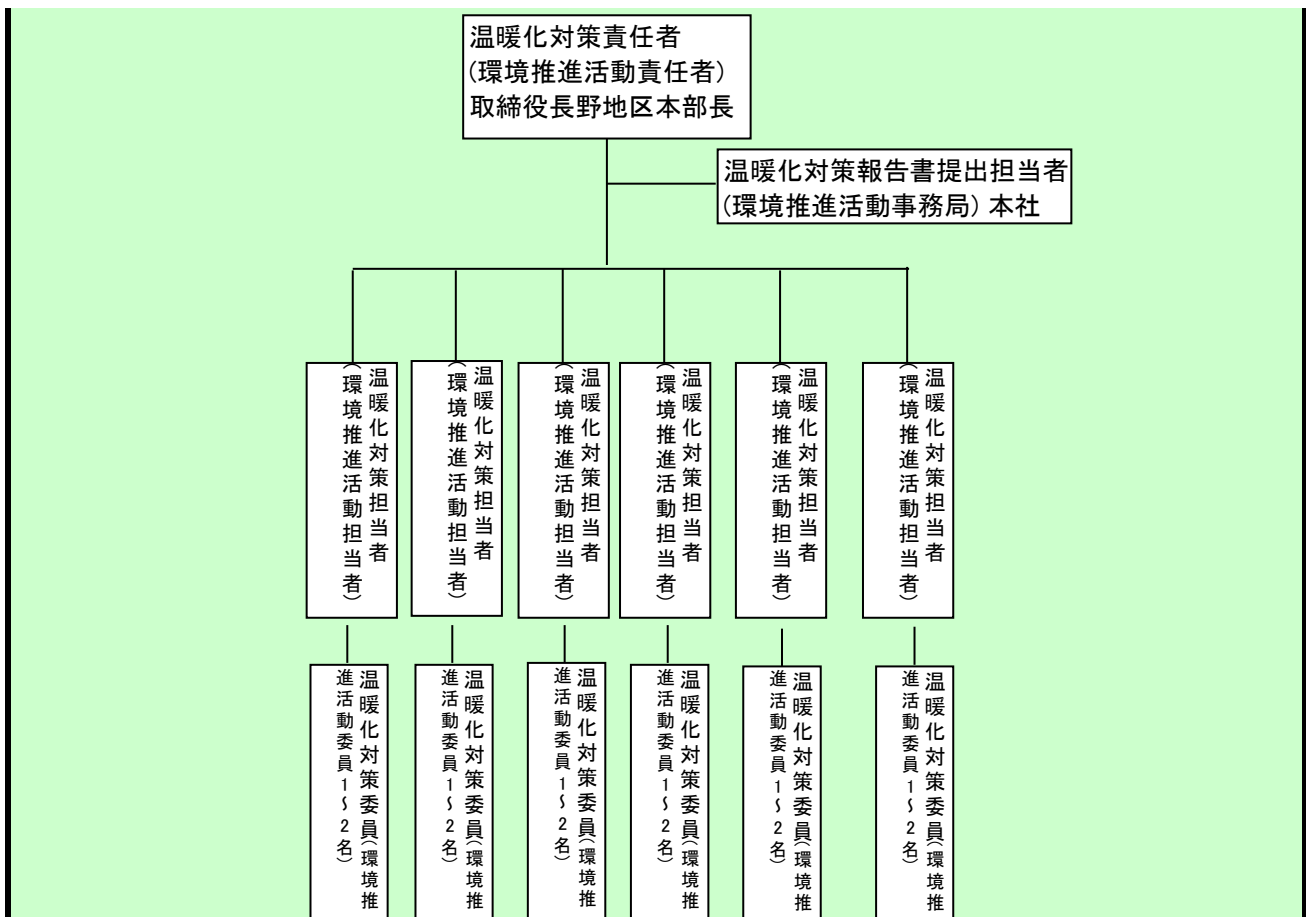 温暖化対策責任者
(環境推進活動責任者)
取締役長野地区本部長
温暖化対策報告書提出担当者
(環境推進活動事務局) 本社
温暖化対策担当者
(環境推進活動担当者)
温暖化対策担当者
(環境推進活動担当者)
温暖化対策担当者
(環境推進活動担当者)
温暖化対策担当者
(環境推進活動担当者)
温暖化対策担当者
(環境推進活動担当者)
温暖化対策担当者
(環境推進活動担当者)
温暖化対策委員(環境推
進活動委員1~2名)
温暖化対策委員(環境推
進活動委員1~2名)
温暖化対策委員(環境推
進活動委員1~2名)
温暖化対策委員(環境推
進活動委員1~2名)
温暖化対策委員(環境推
進活動委員1~2名)
温暖化対策委員(環境推
進活動委員1~2名)